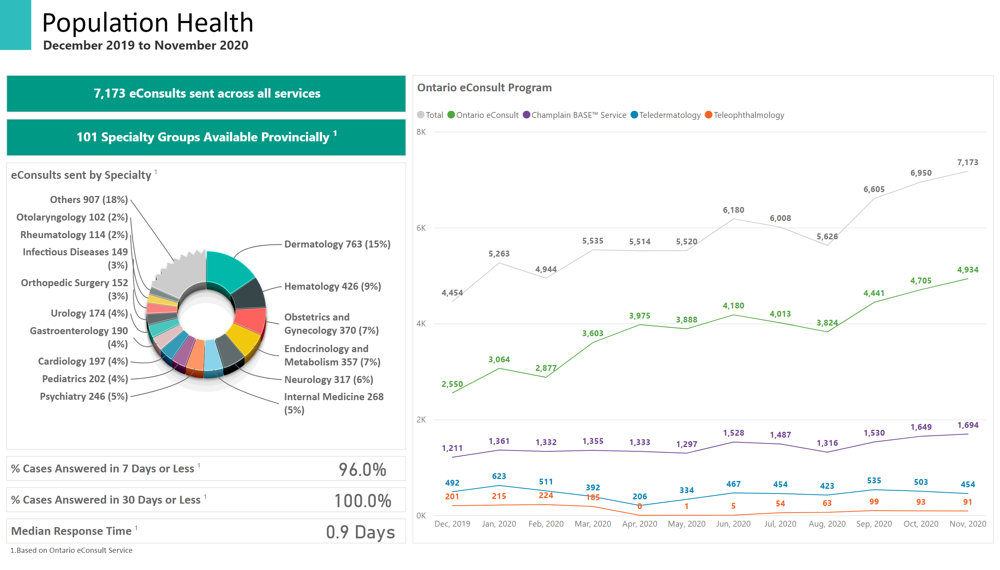 Population Health
December 2019 to November 2020
7,173 eConsults sent across all services
101 Specialty Groups Available Provincially 1
eConsults sent by Specialty 1
Others 907 (18%)
Otolaryngology 102 (2%)
Rheumatology 114 (2%)
Infectious Diseases 149
(3%)
Orthopedic Surgery 152
(3%)
Urology 174 (4%)
Gastroenterology 190
(4%)
Cardiology 197 (4%)
Pediatrics 202 (4%)
Psychiatry 246 (5%)
Dermatology 763 (15%)
Hematology 426 (9%)
Obstetrics and
Gynecology 370 (7%)
Endocrinology and
Metabolism 357 (7%)
Neurology 317 (6%)
Internal Medicine 268
(5%)
% Cases Answered in 7 Days or Less 1 96.0%
% Cases Answered in 30 Days or Less 1 100.0%
Median Response Time 1 0.9 Days
1.Based on Ontario eConsult Service
Ontario eConsult Program
Total Ontario eConsult Champlain BASE™ Service Teledermatology Teleophthalmology
8K
6K
4K
2K
0K
4,454 5,263 4,944 5,535 5,514 5,520 6,180 6,008 5,626 6,605 6,950 7,173
2,550 3,064 2,877 3,603 3,975 3,888 4,180 4,013 3,824 4,441 4,705 4,934
1,211 1,361 1,332 1,355 1,333 1,297 1,528 1,487 1,316 1,530 1,649 1,694
492 623 511 392 206 334 467 454 423 535 503 454
201 215 224 185 0 1 5 54 63 99 93 91
Dec, 2019 Jan, 2020 Feb, 2020 Mar, 2020 Apr, 2020 May, 2020 Jun, 2020 Jul, 2020 Aug, 2020 Sep, 2020 Oct, 2020 Nov, 2020